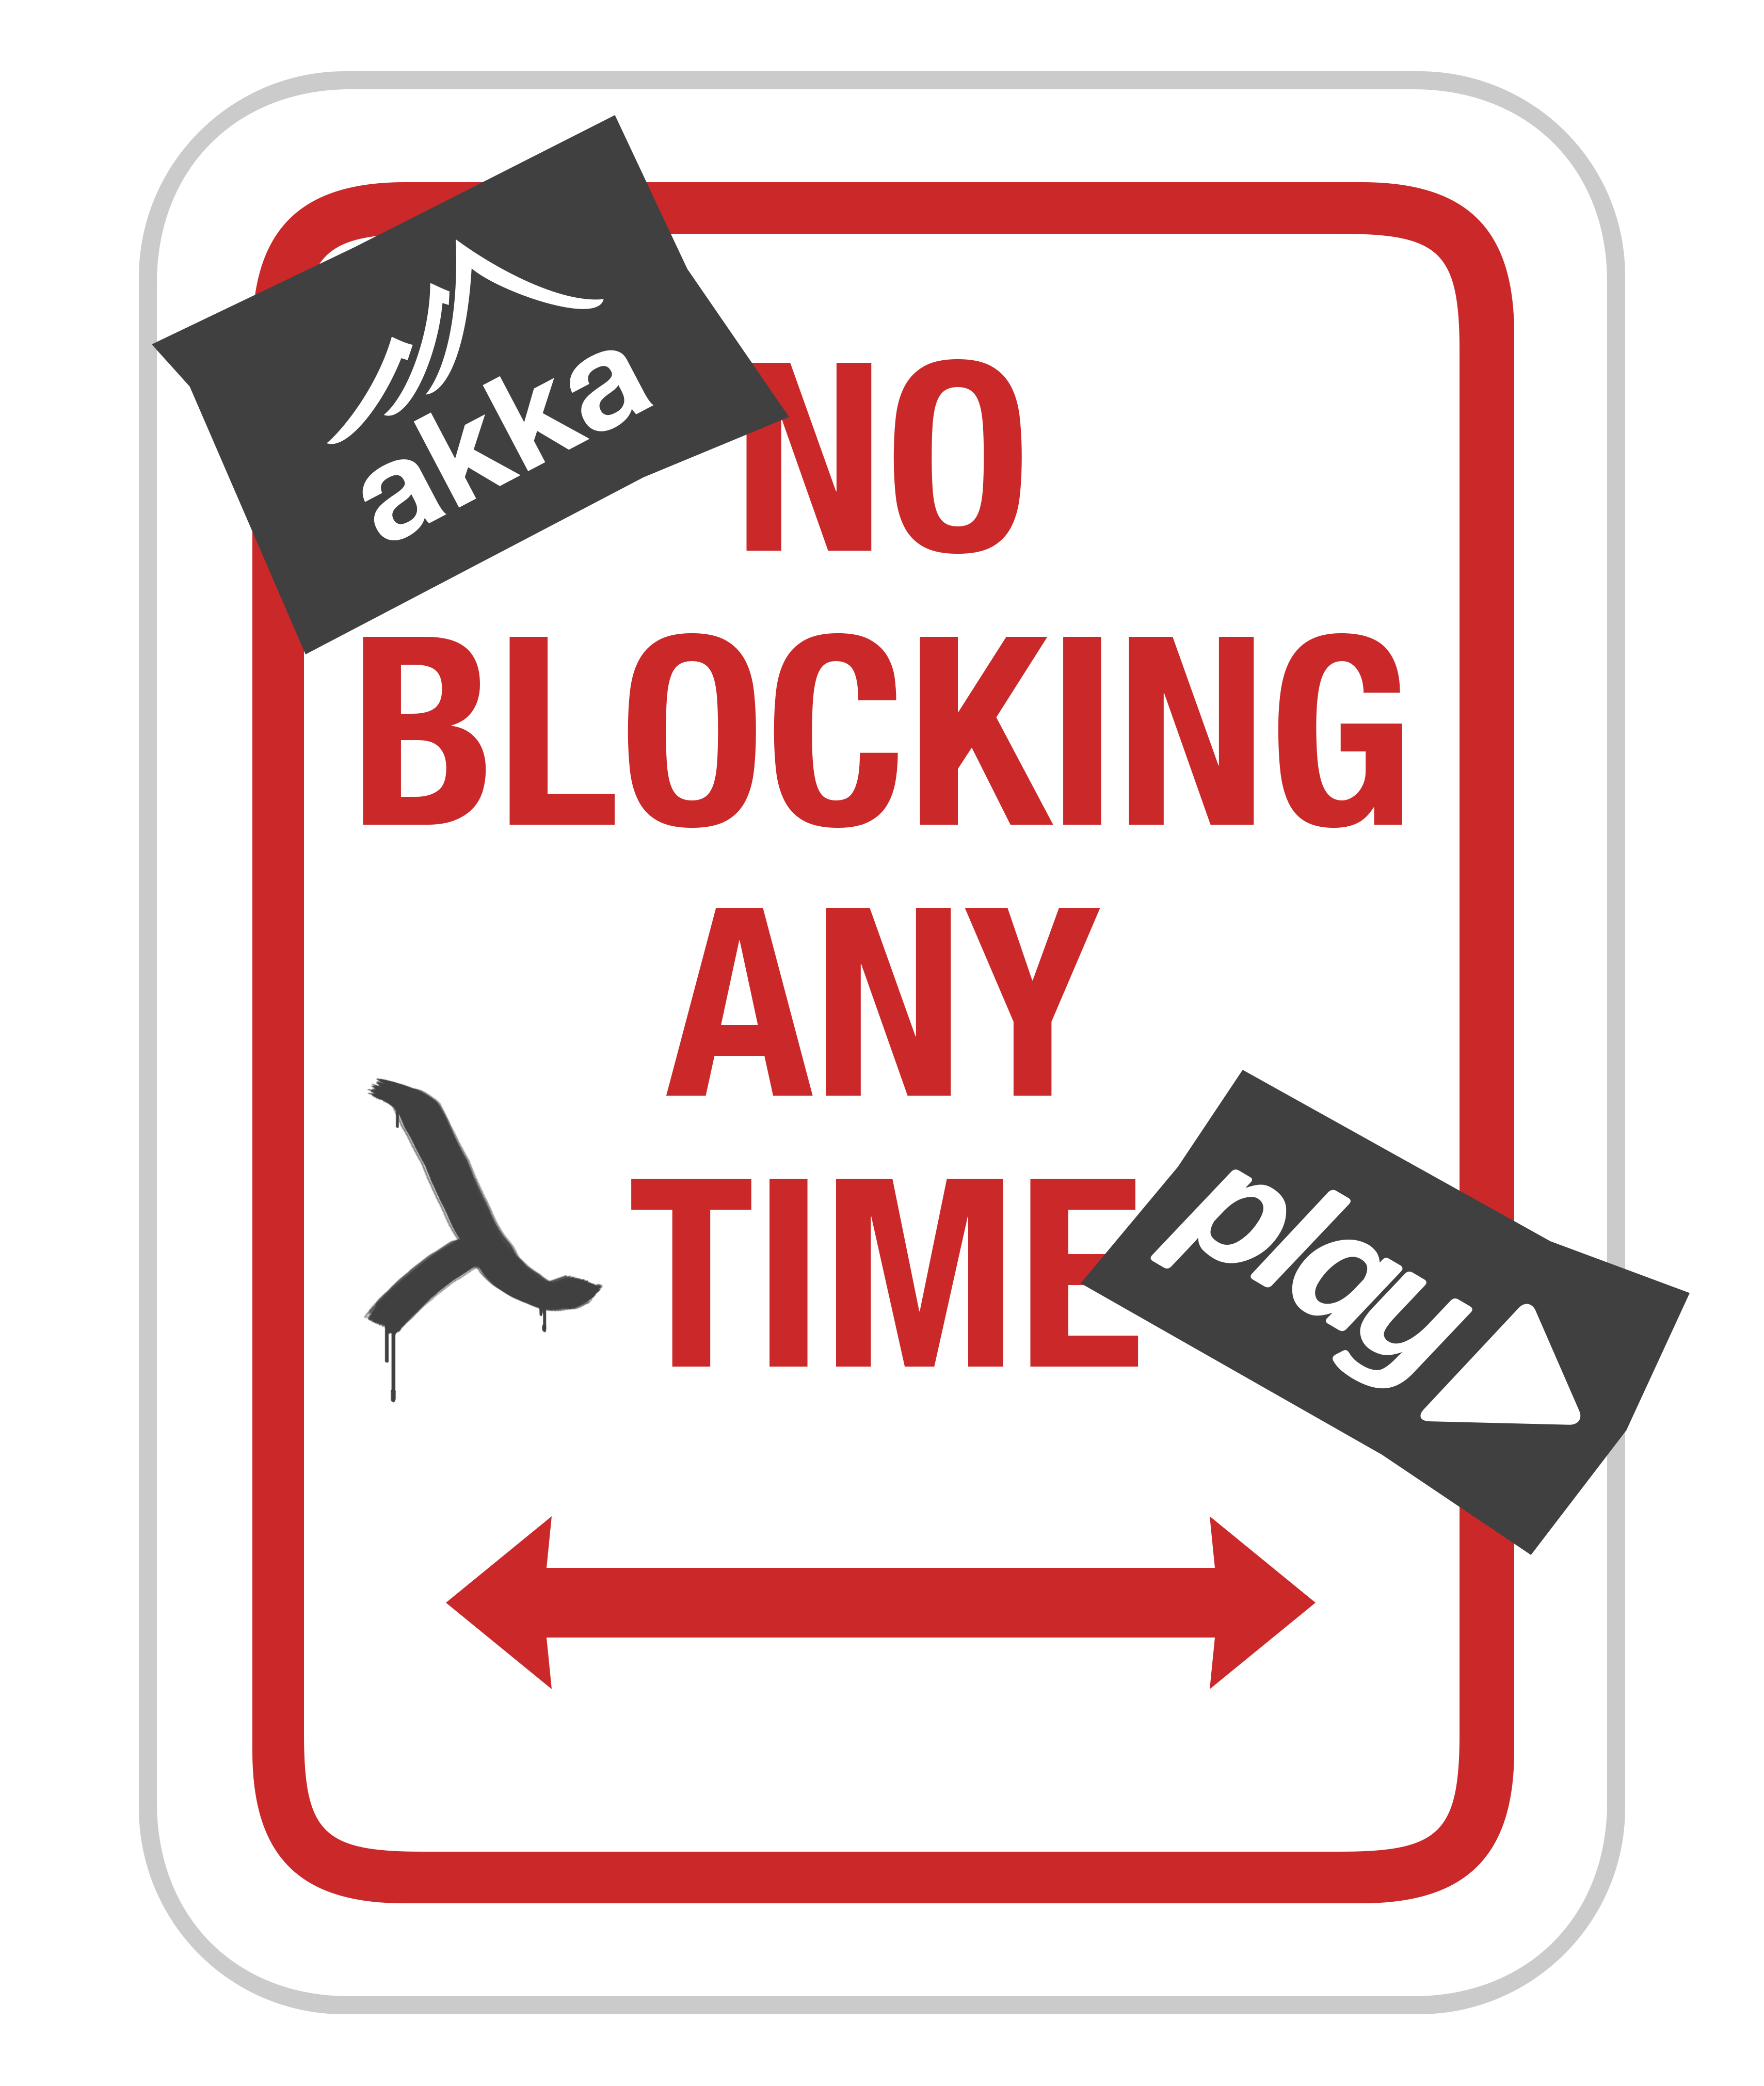 akka
NO
BLOCKING
ANY
TIME
play
λ